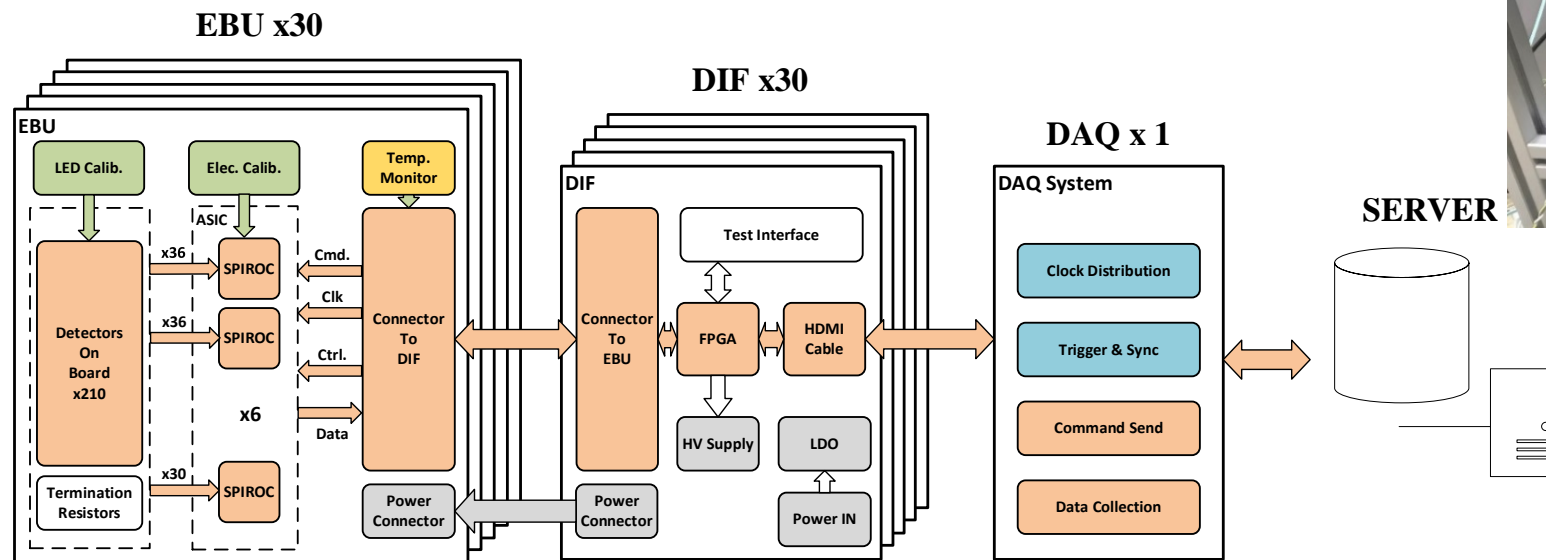 EBU x30
DIF x30
DAQ x 1
SERVER
EBU
LED Calib.
Elec. Calib.
Temp.
Monitor
ASIC
Detectors
On
Board
x210
Termination
Resistors
x36
x36
x30
SPIROC
SPIROC
x6
SPIROC
Cmd.
Clk
Ctrl.
Data
Connector
To
DIF
Power
Connector
DIF
Connector
To
EBU
Power
Connector
Test Interface
FPGA
HDMI
Cable
HV Supply
LDO
Power IN
DAQ System
Clock Distribution
Trigger & Sync
Command Send
Data Collection